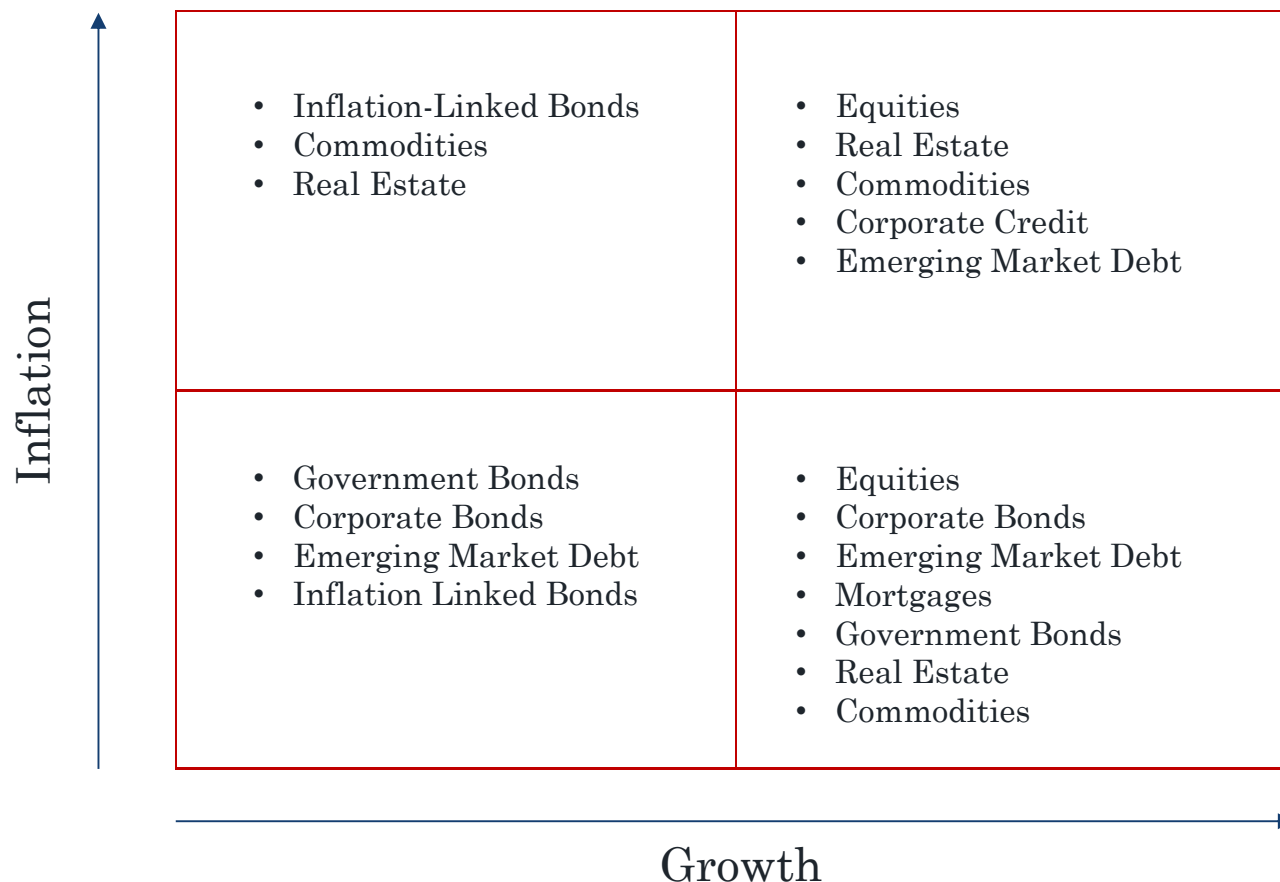 Inflation
• Inflation-Linked Bonds
• Commodities
• Real Estate
• Equities
• Real Estate
• Commodities
• Corporate Credit
• Emerging Market Debt
• Government Bonds
• Corporate Bonds
• Emerging Market Debt
• Inflation Linked Bonds
• Equities
• Corporate Bonds
• Emerging Market Debt
• Mortgages
• Government Bonds
• Real Estate
• Commodities
Growth